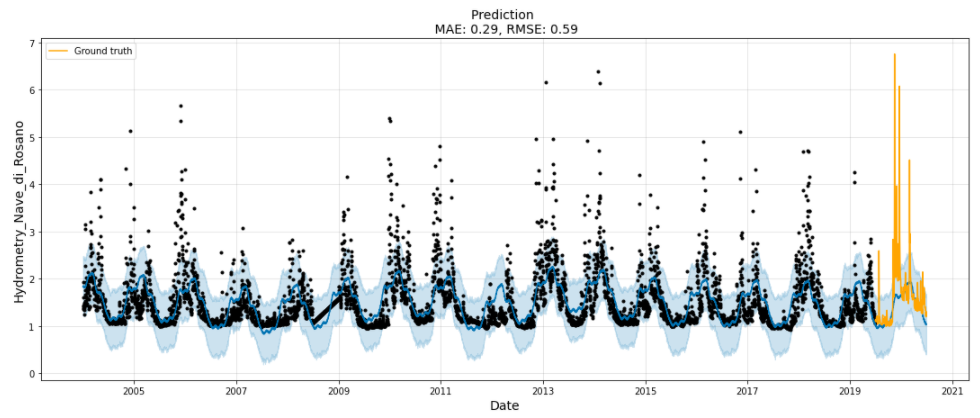 Prediction
MAE: 0.29, RMSE: 0.59
Ground truth
Hydrometry_Nave_di_Rosano
7
6
5
4
3
2
1
0
2005 2007 2009 2011 2013 2015 2017 2019 2021
Date